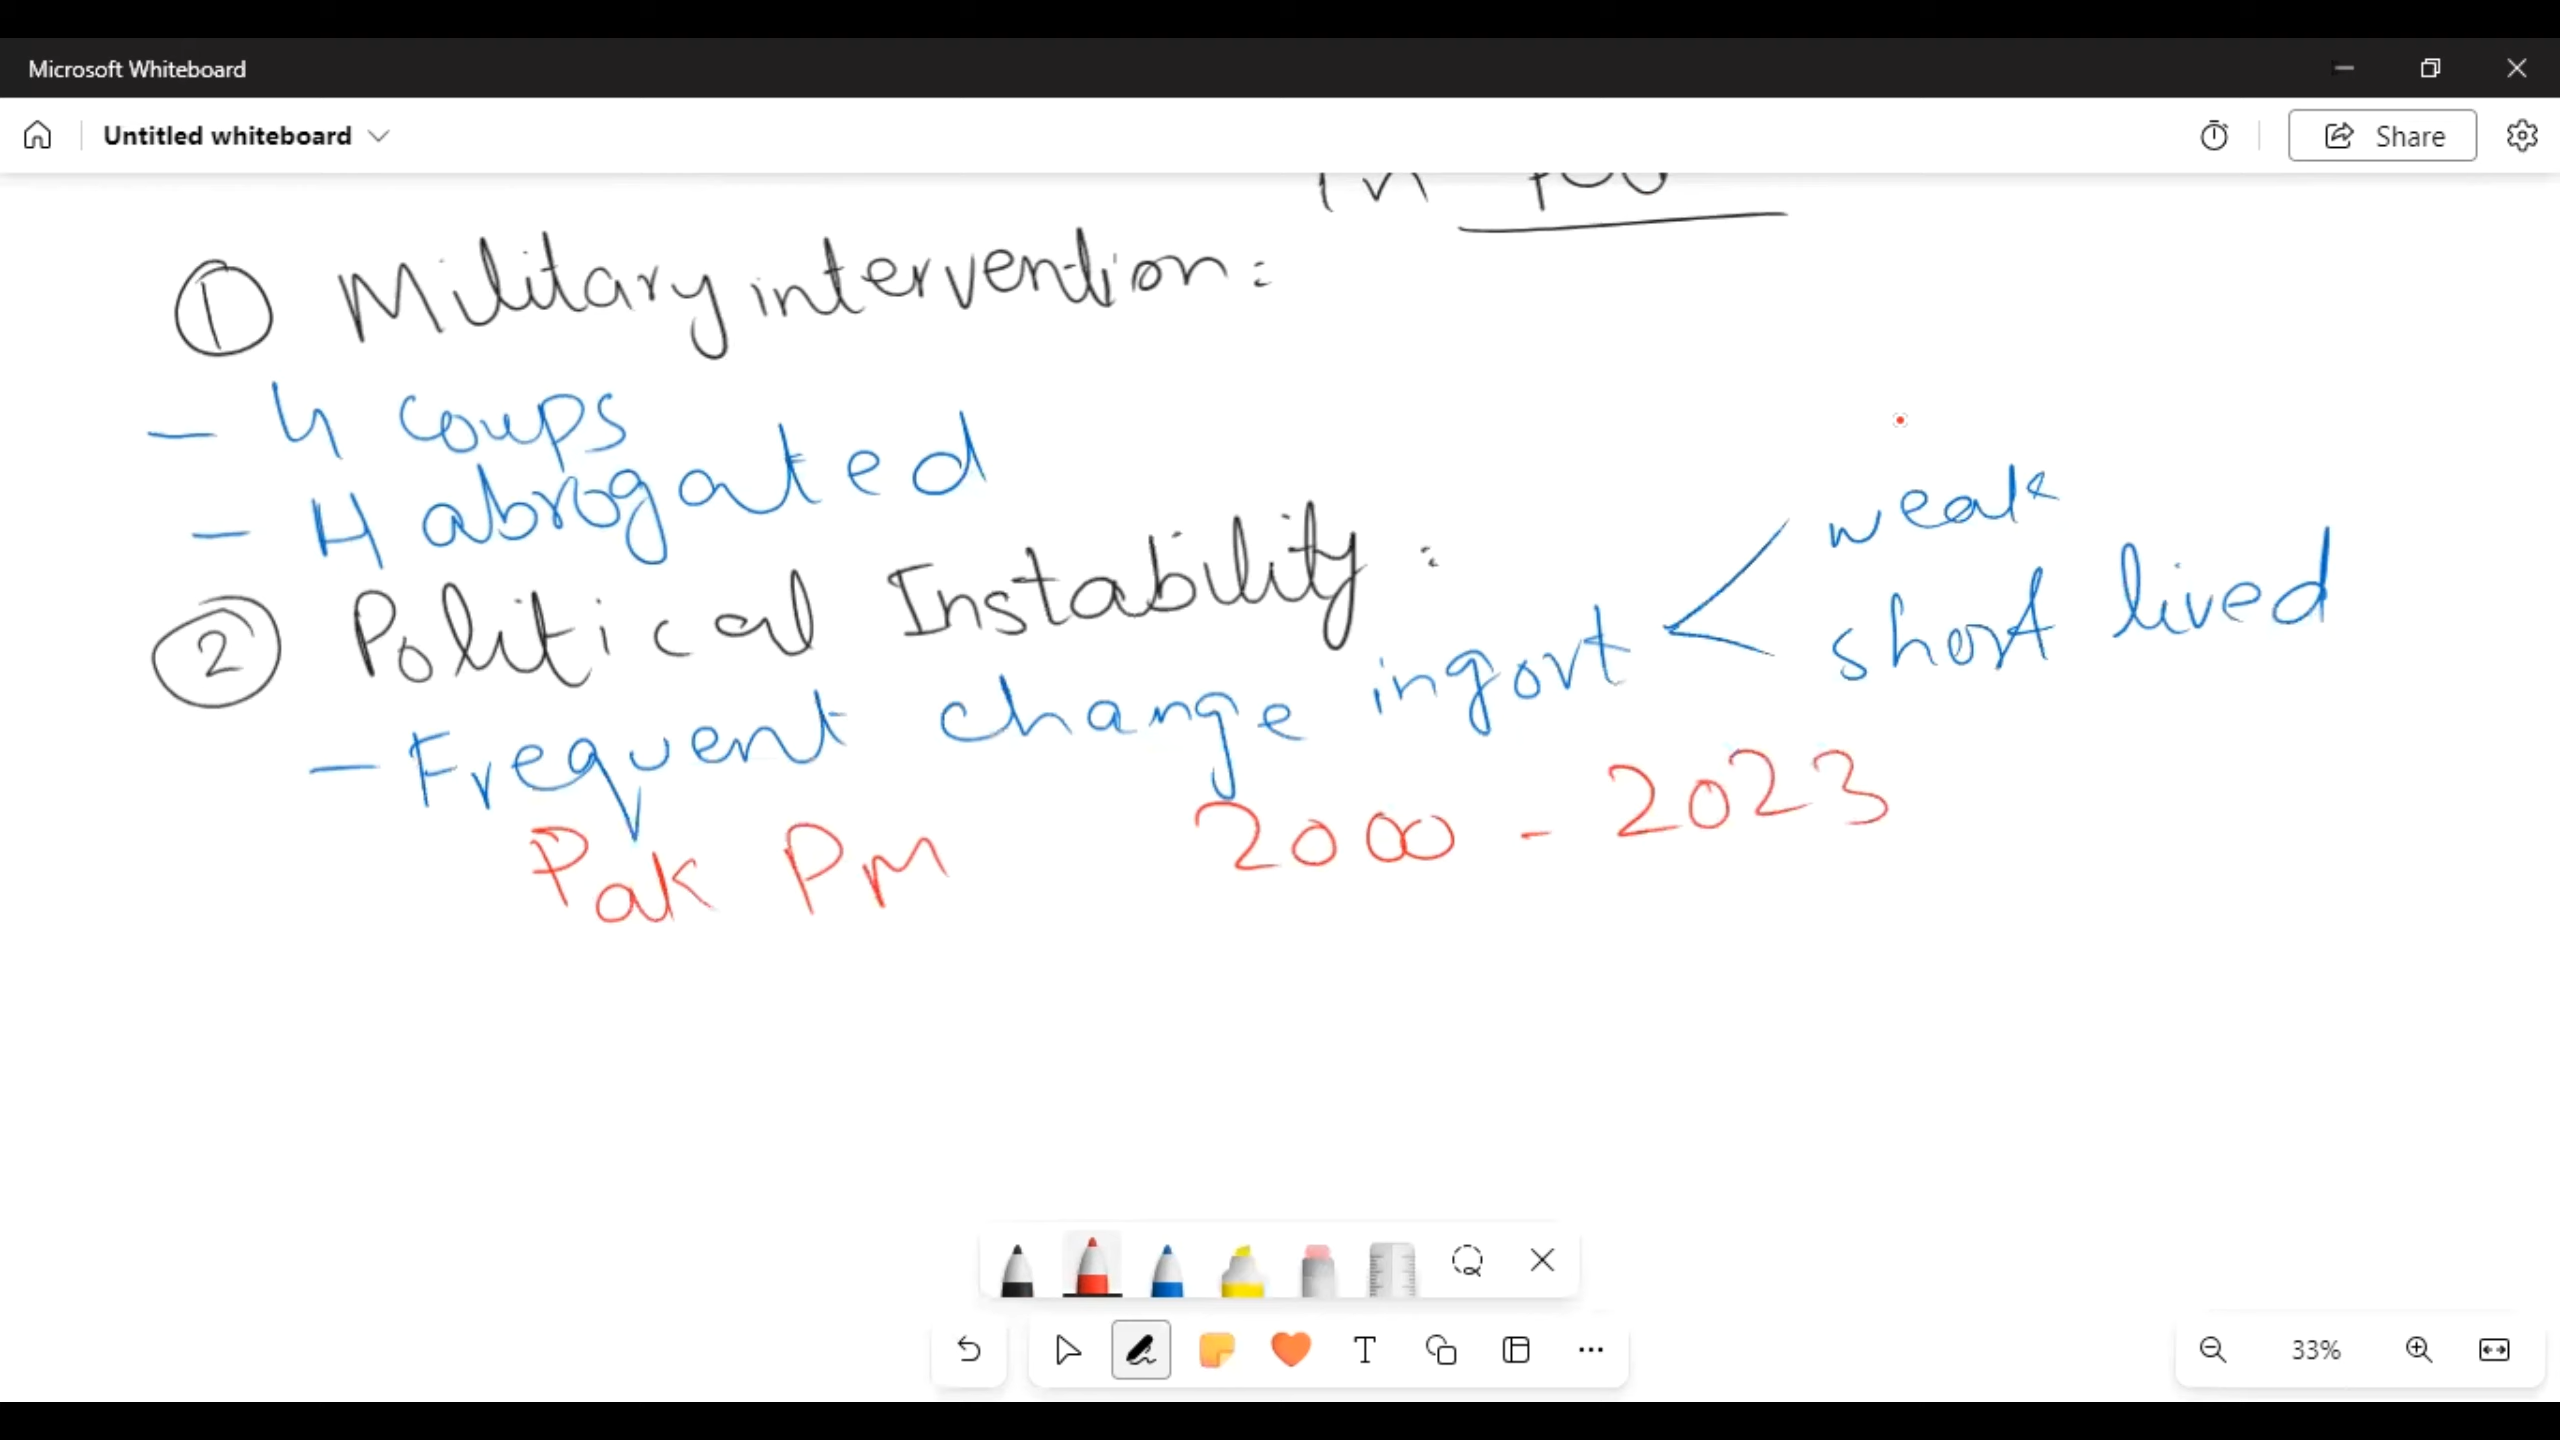 Microsoft Whiteboard
Untitled whiteboard
Share
in
① Military intervention:
- 4 coups
- 4 abrogated
② Political Instability:
- Frequent change in govt < weak
short lived
Pak PM 2000 - 2023
T
33%